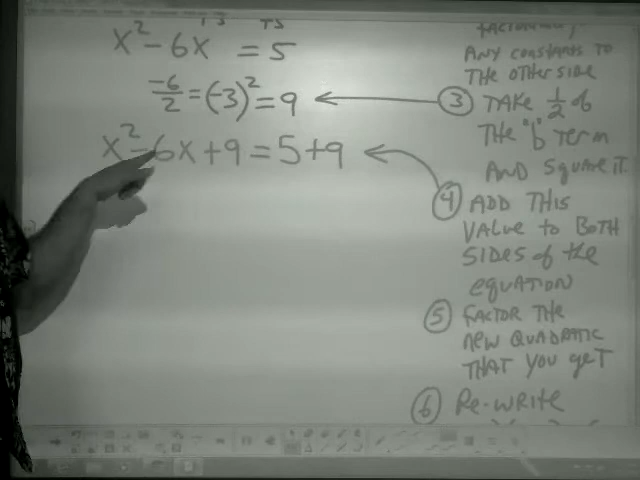 x² - 6x = 5
-6/2 = (-3)² = 9
x² - 6x + 9 = 5 + 9
ANY CONSTANTS TO
THE OTHER SIDE
3 TAKE 1/2 of
THE "b" TERM
AND SQUARE IT.
4 ADD THIS
VALUE TO BOTH
SIDES of the
equation
5 FACTOR THE
NEW QUADRATIC
THAT YOU GET
6 Re-WRITE